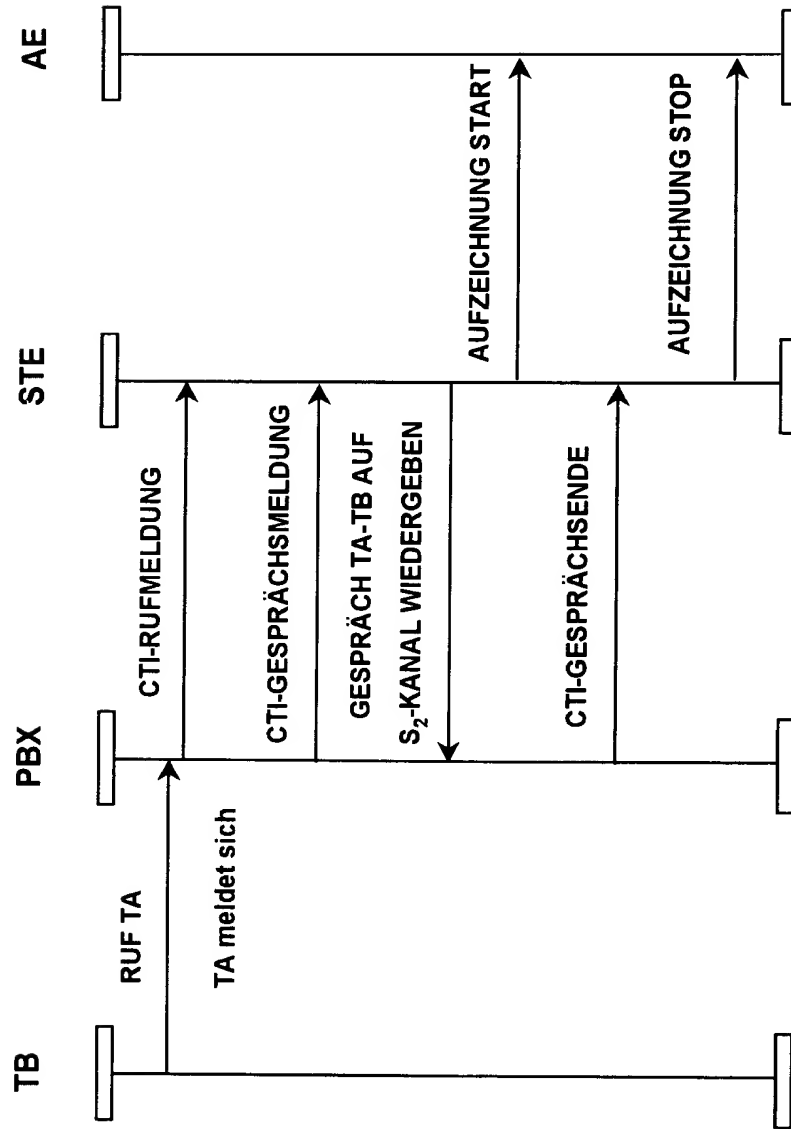 TB
PBX
STE
AE
RUF TA
TA meldet sich
CTI-RUFMELDUNG
CTI-GESPRÄCHSMELDUNG
GESPRÄCH TA-TB AUF
S₂-KANAL WIEDERGEBEN
AUFZEICHNUNG START
CTI-GESPRÄCHSENDE
AUFZEICHNUNG STOP